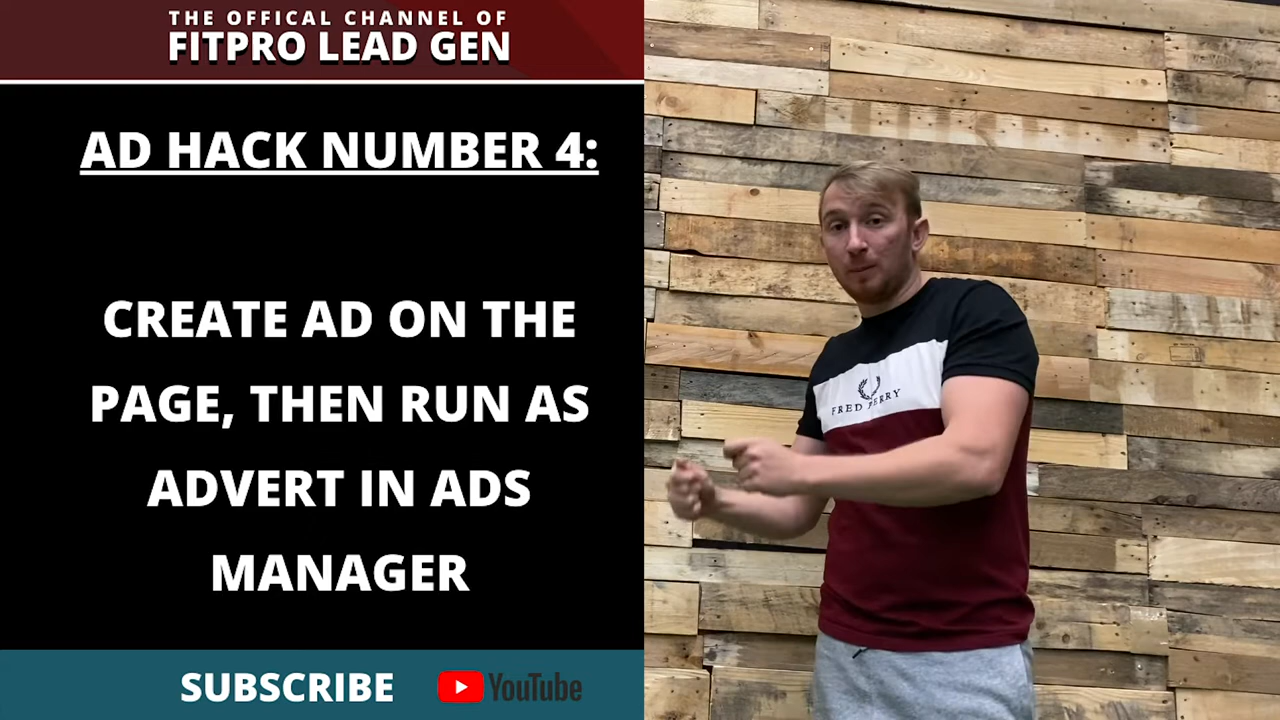 THE OFFICAL CHANNEL OF
FITPRO LEAD GEN
AD HACK NUMBER 4:
CREATE AD ON THE
PAGE, THEN RUN AS
ADVERT IN ADS
MANAGER
SUBSCRIBE YouTube
FRED PERRY